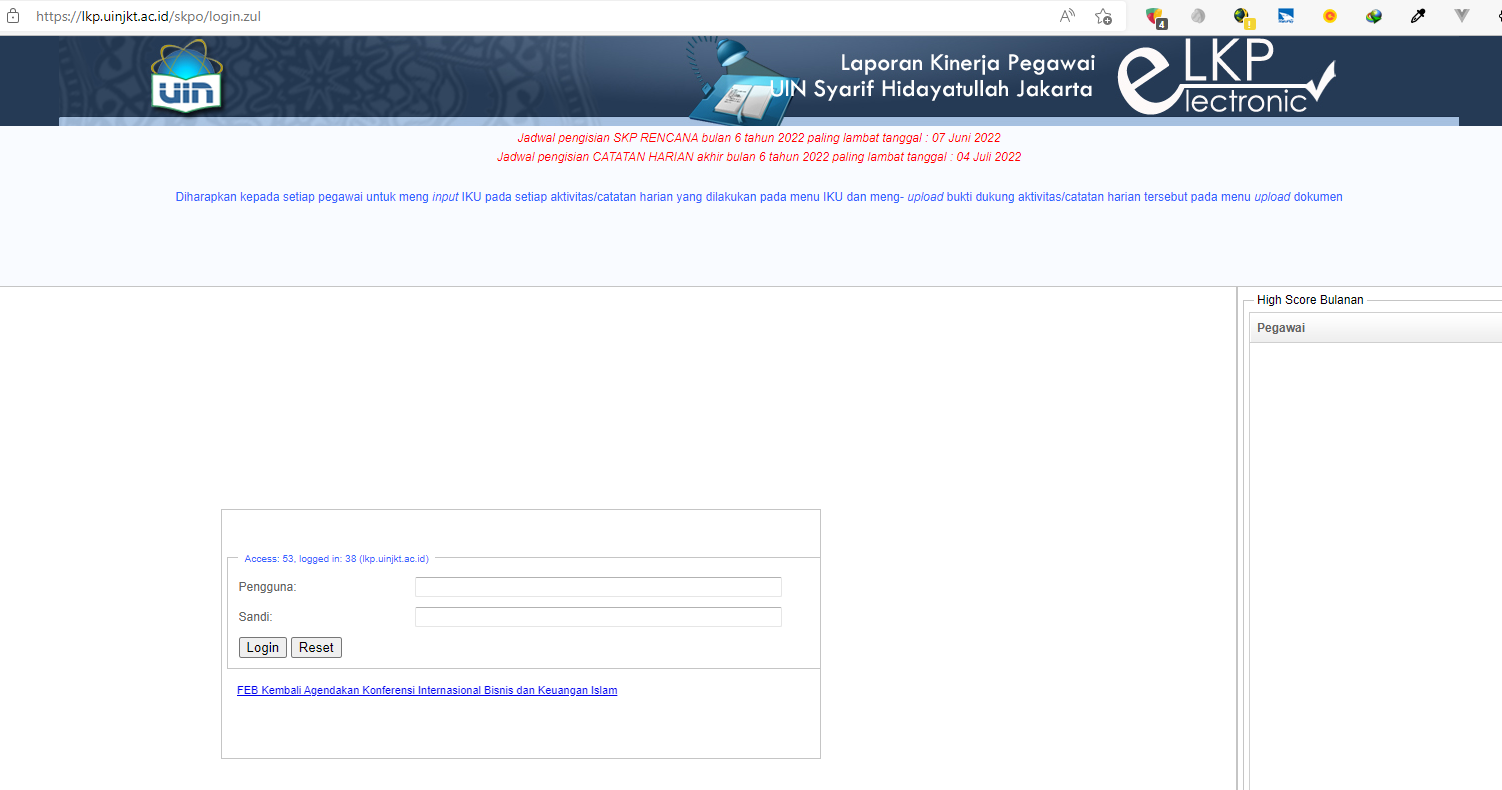 https://lkp.uinjkt.ac.id/skpo/login.zul
4
1
uin
Laporan Kinerja Pegawai
UIN Syarif Hidayatullah Jakarta
eLKP
electronic
Jadwal pengisian SKP RENCANA bulan 6 tahun 2022 paling lambat tanggal : 07 Juni 2022
Jadwal pengisian CATATAN HARIAN akhir bulan 6 tahun 2022 paling lambat tanggal : 04 Juli 2022
Diharapkan kepada setiap pegawai untuk meng input IKU pada setiap aktivitas/catatan harian yang dilakukan pada menu IKU dan meng- upload bukti dukung aktivitas/catatan harian tersebut pada menu upload dokumen
High Score Bulanan
Pegawai
Access: 53, logged in: 38 (lkp.uinjkt.ac.id)
Pengguna:
Sandi:
Login Reset
FEB Kembali Agendakan Konferensi Internasional Bisnis dan Keuangan Islam